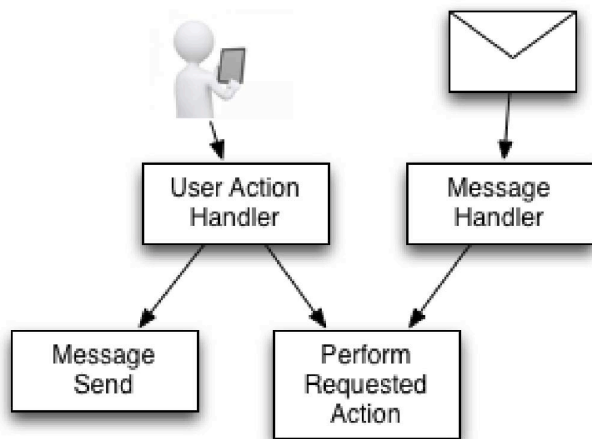 User Action
Handler
Message
Handler
Message
Send
Perform
Requested
Action